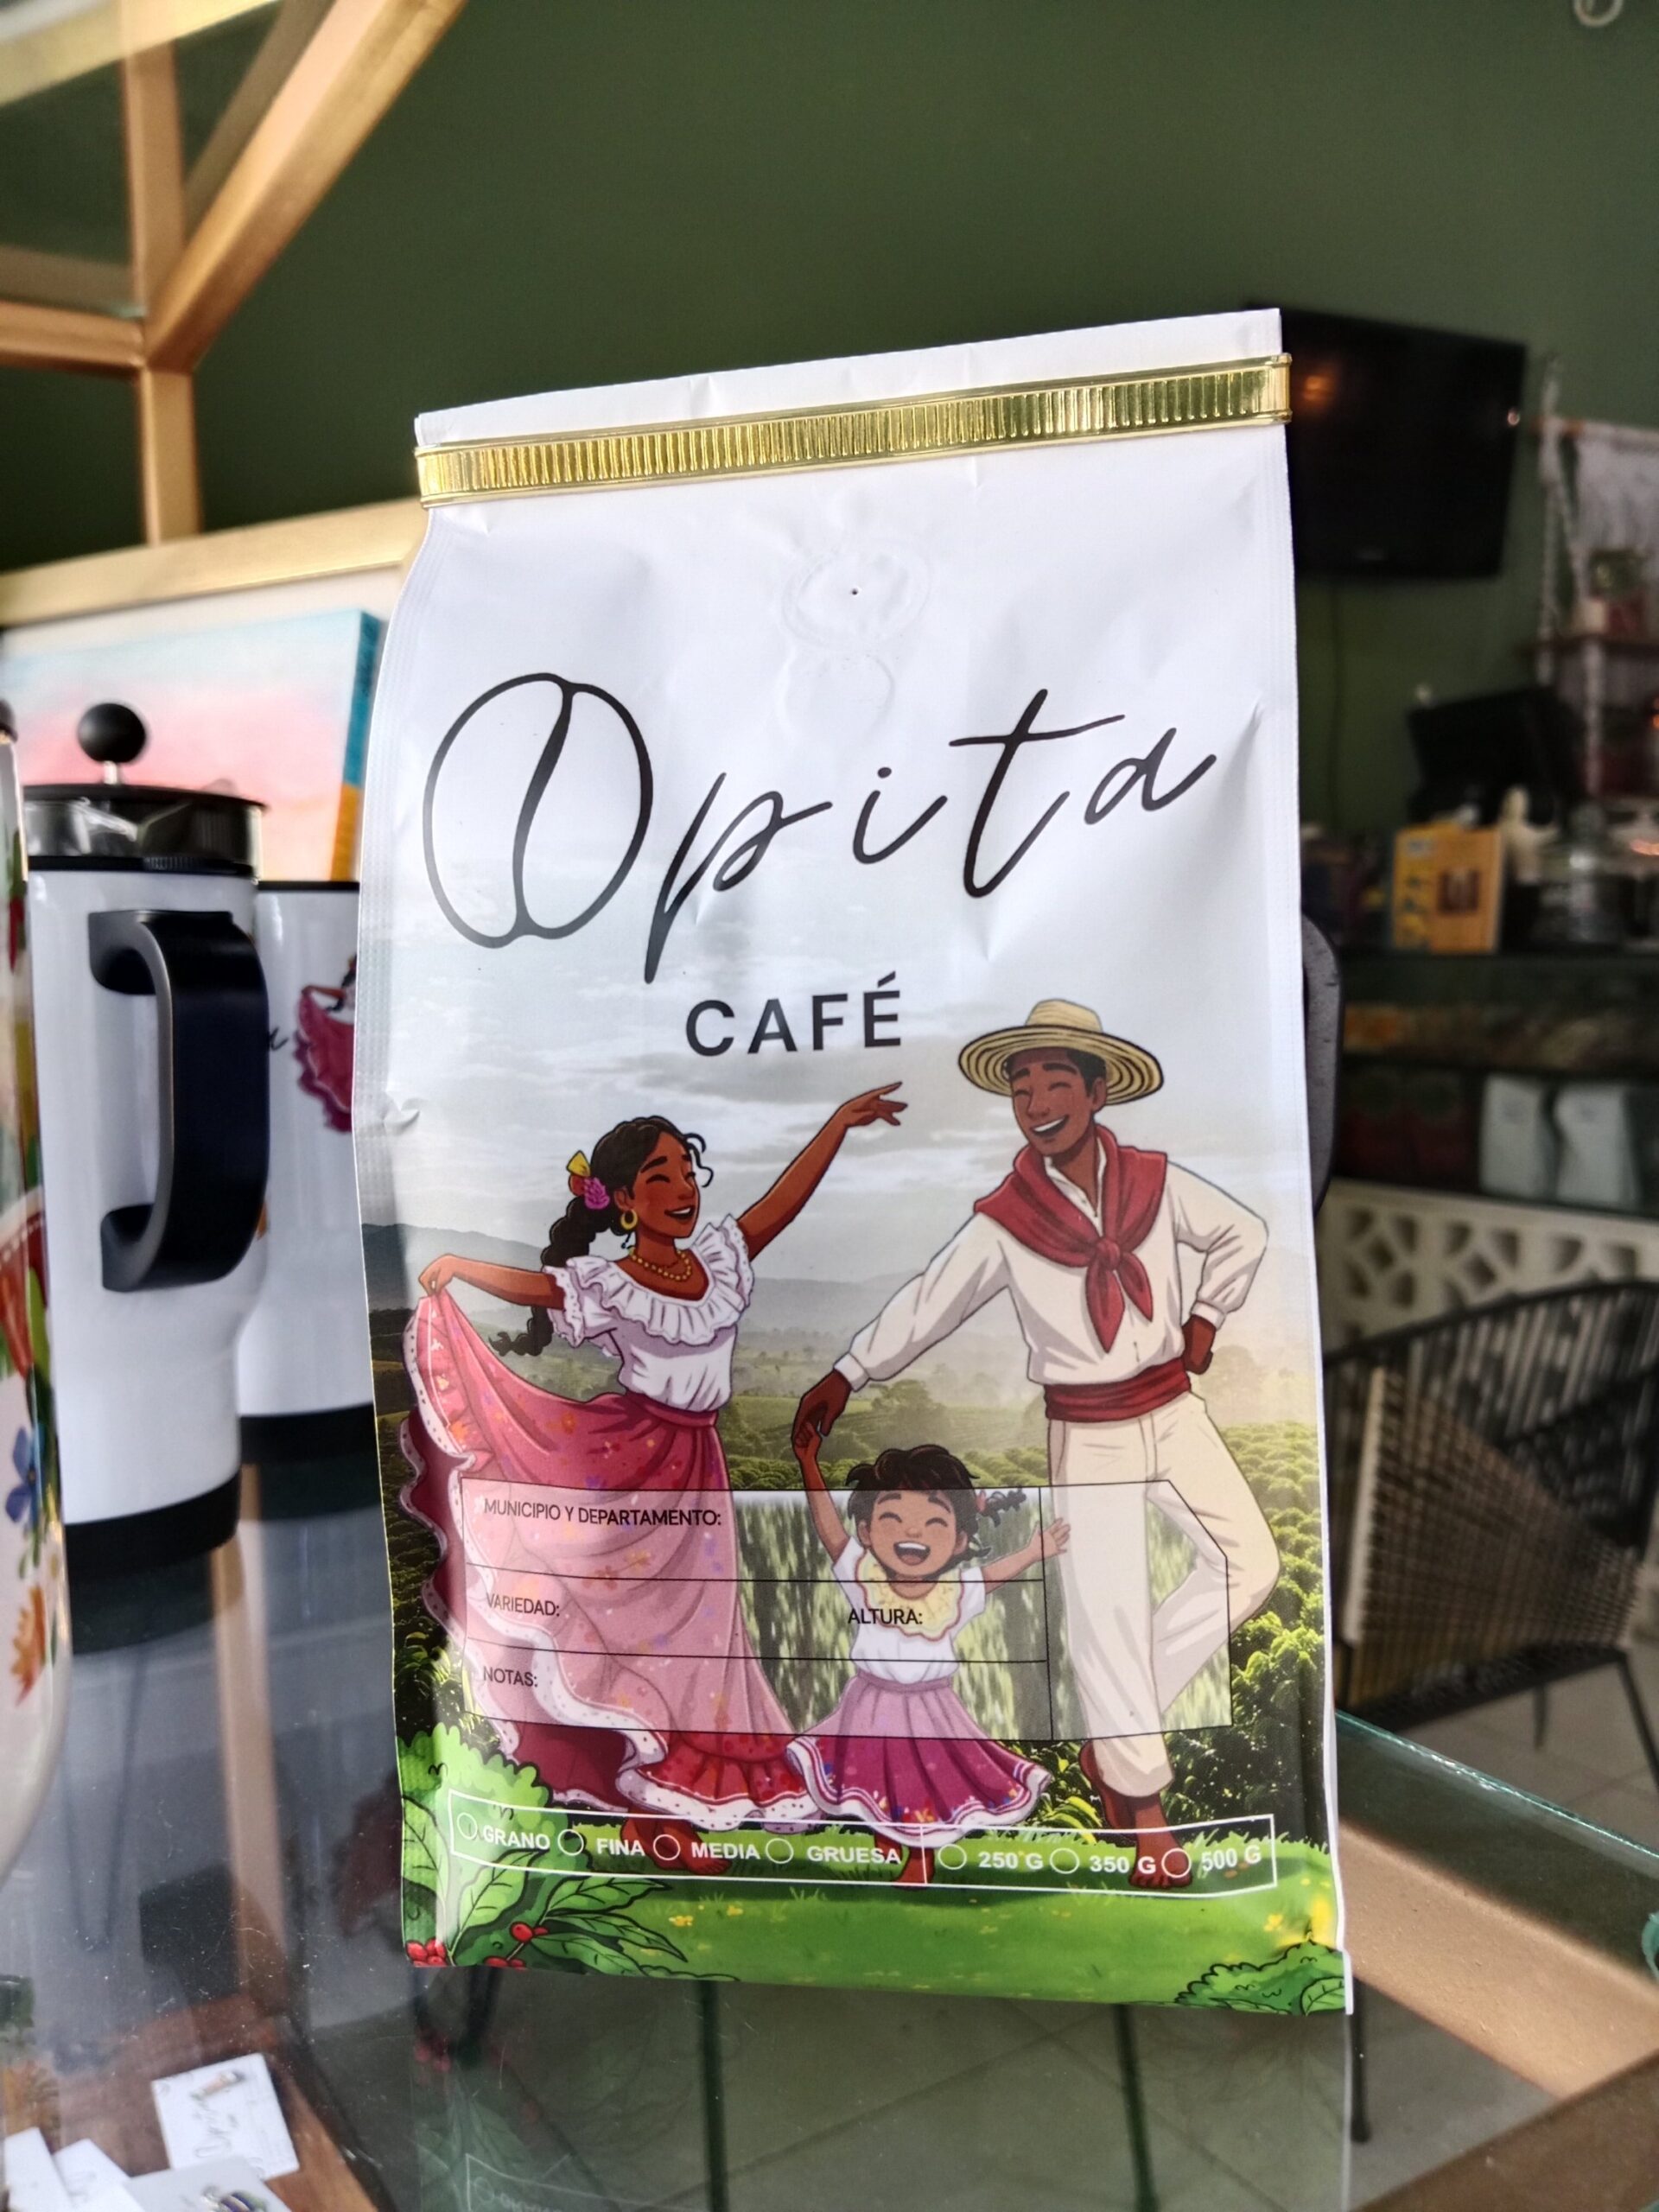 Opita
CAFÉ
MUNICIPIO Y DEPARTAMENTO:
VARIEDAD: ALTURA:
NOTAS:
GRANO FINA MEDIA GRUESA 250 G 350 G 500 G